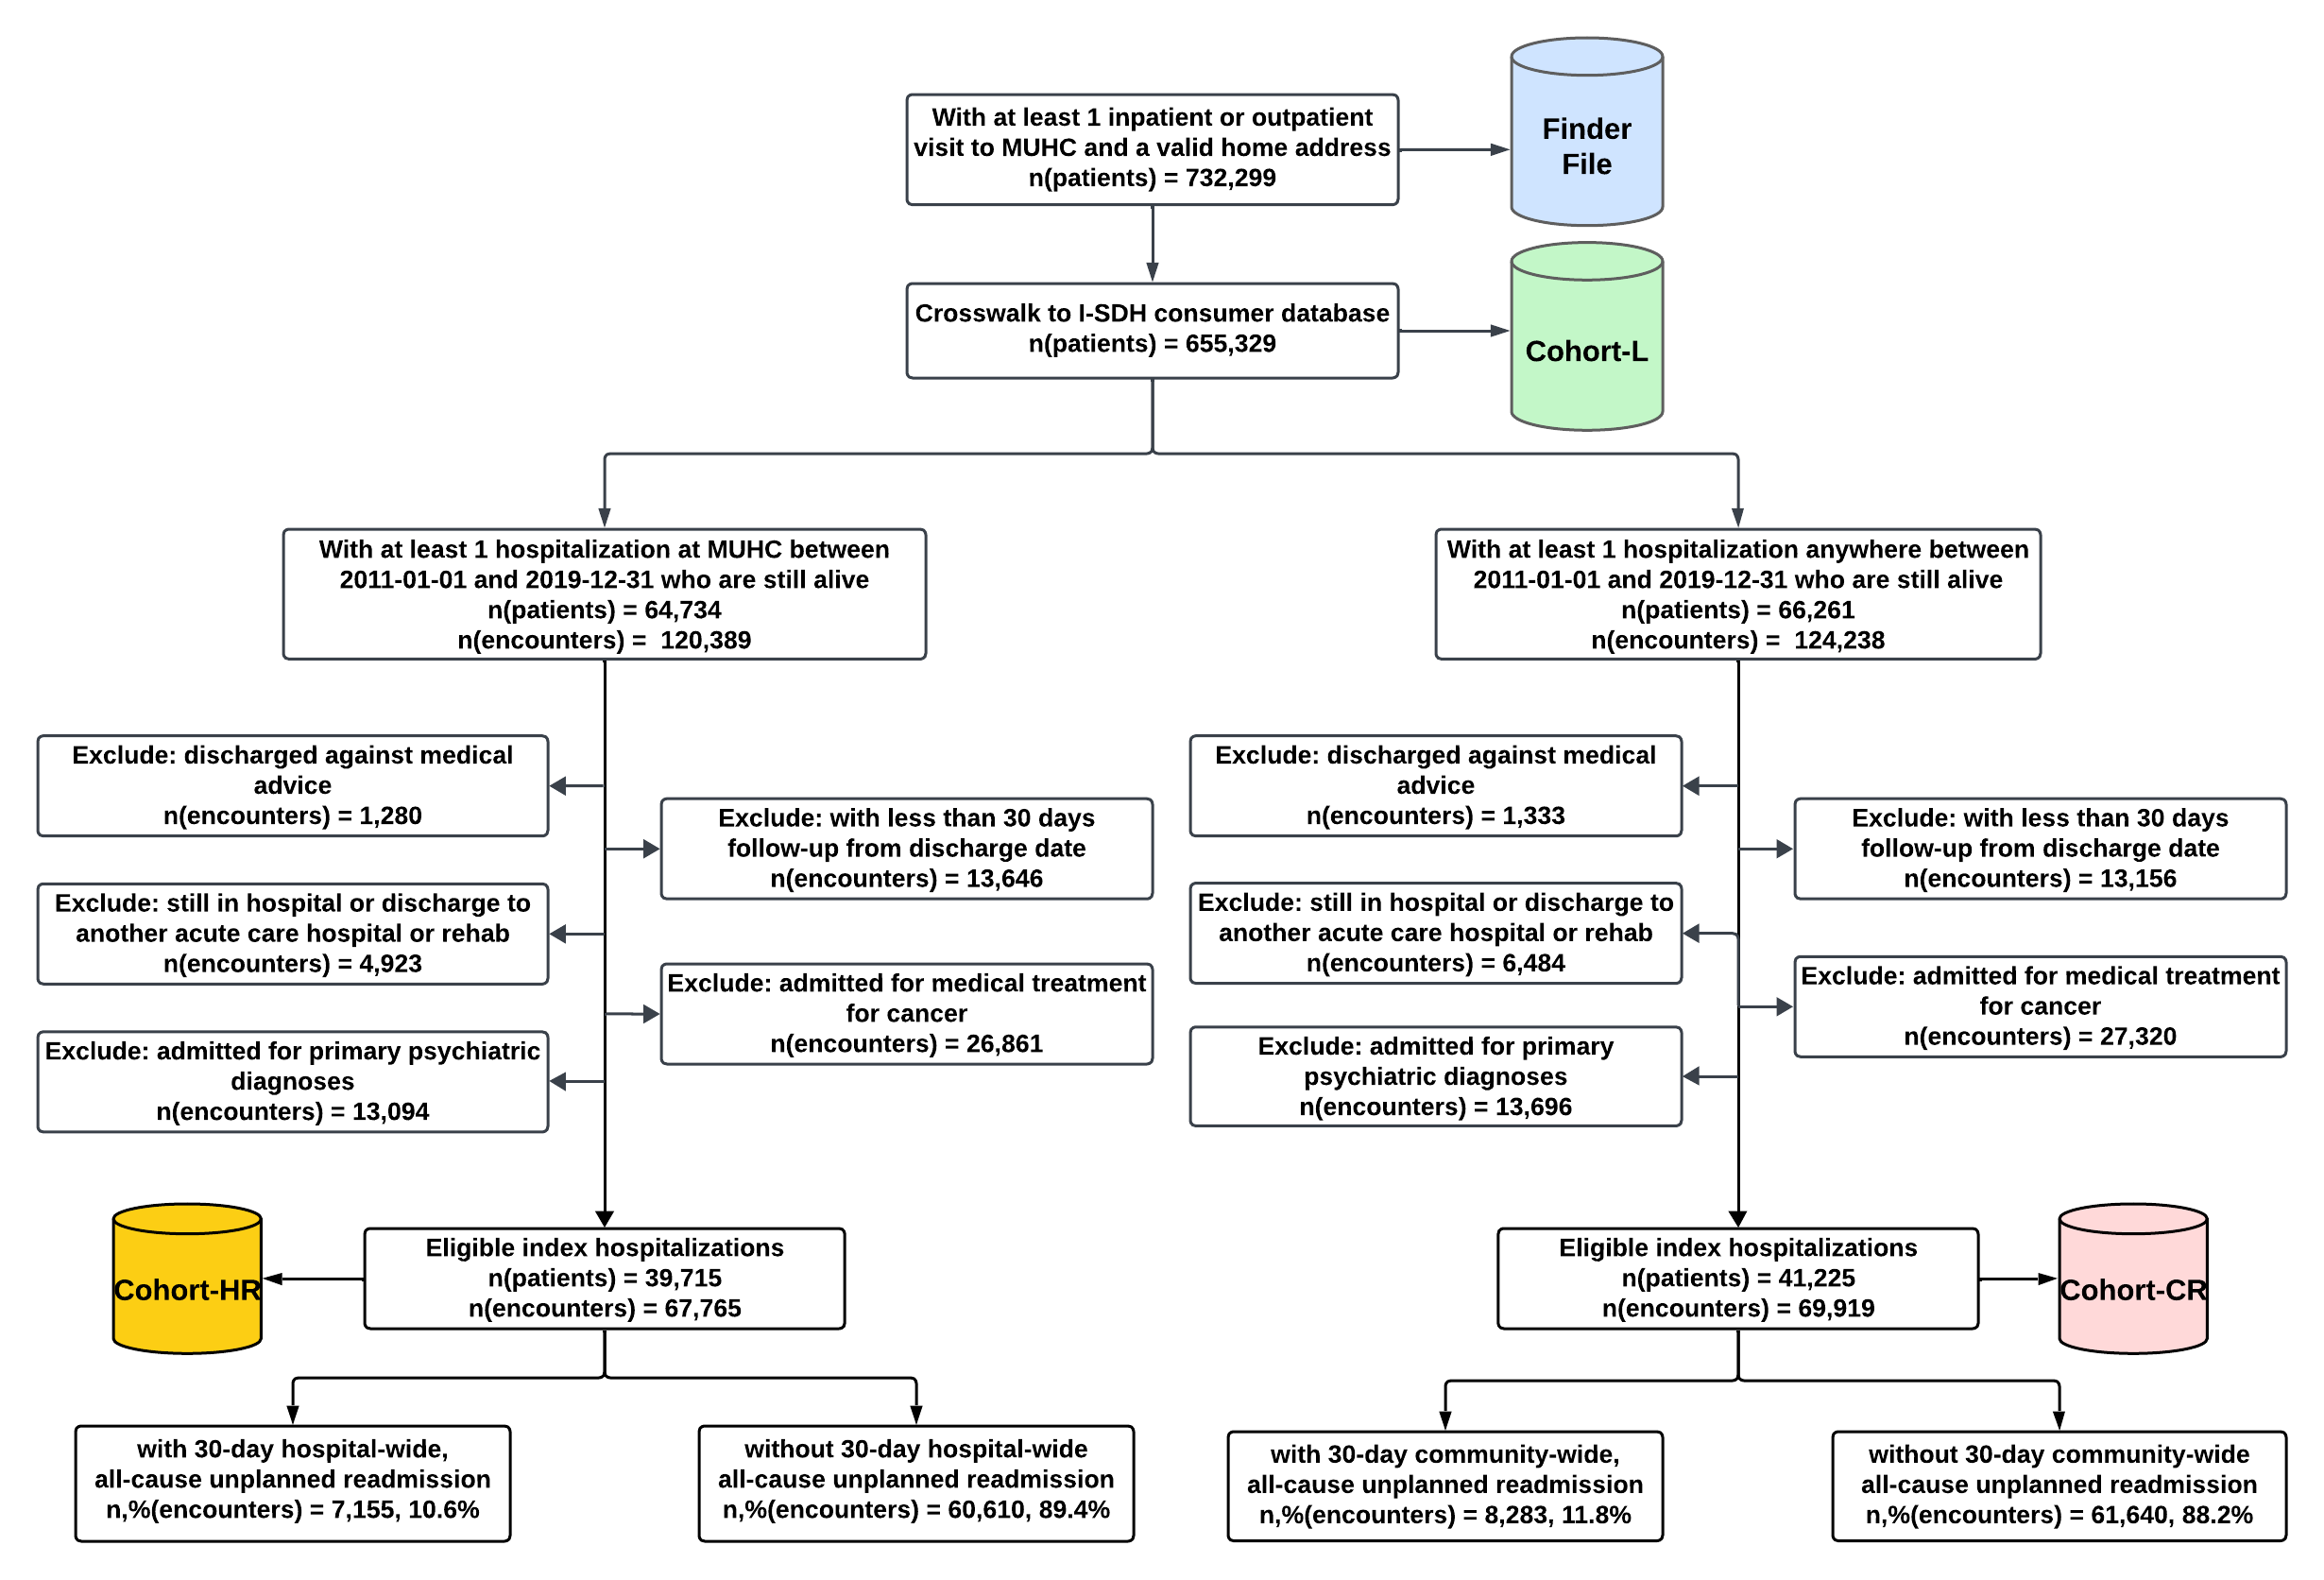 With at least 1 inpatient or outpatient
visit to MUHC and a valid home address
n(patients) = 732,299
Finder
File
Crosswalk to I-SDH consumer database
n(patients) = 655,329
Cohort-L
With at least 1 hospitalization at MUHC between
2011-01-01 and 2019-12-31 who are still alive
n(patients) = 64,734
n(encounters) =  120,389
With at least 1 hospitalization anywhere between
2011-01-01 and 2019-12-31 who are still alive
n(patients) = 66,261
n(encounters) =  124,238
Exclude: discharged against medical
advice
n(encounters) = 1,280
Exclude: with less than 30 days
follow-up from discharge date
n(encounters) = 13,646
Exclude: still in hospital or discharge to
another acute care hospital or rehab
n(encounters) = 4,923
Exclude: admitted for medical treatment
for cancer
n(encounters) = 26,861
Exclude: admitted for primary psychiatric
diagnoses
n(encounters) = 13,094
Exclude: discharged against medical
advice
n(encounters) = 1,333
Exclude: with less than 30 days
follow-up from discharge date
n(encounters) = 13,156
Exclude: still in hospital or discharge to
another acute care hospital or rehab
n(encounters) = 6,484
Exclude: admitted for medical treatment
for cancer
n(encounters) = 27,320
Exclude: admitted for primary
psychiatric diagnoses
n(encounters) = 13,696
Cohort-HR
Eligible index hospitalizations
n(patients) = 39,715
n(encounters) = 67,765
Eligible index hospitalizations
n(patients) = 41,225
n(encounters) = 69,919
Cohort-CR
with 30-day hospital-wide,
all-cause unplanned readmission
n,%(encounters) = 7,155, 10.6%
without 30-day hospital-wide
all-cause unplanned readmission
n,%(encounters) = 60,610, 89.4%
with 30-day community-wide,
all-cause unplanned readmission
n,%(encounters) = 8,283, 11.8%
without 30-day community-wide
all-cause unplanned readmission
n,%(encounters) = 61,640, 88.2%